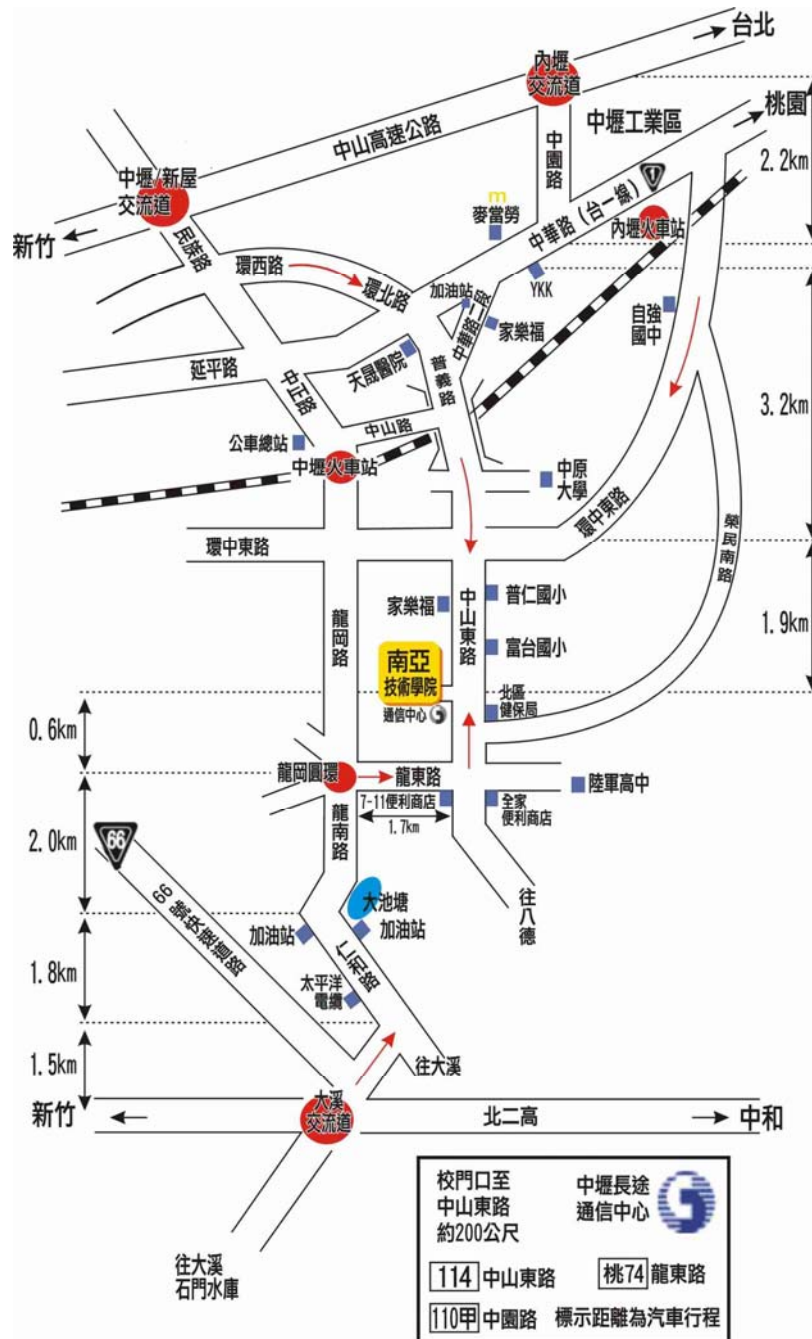 台北
內壢
交流道
桃園
中壢工業區
2.2km
中山高速公路
中園路
中壢/新屋
交流道
m
麥當勞
1
中華路(台一線)
內壢火車站
新竹
民族路
環西路
環北路
加油站
YKK
中華路二段
家樂福
自強
國中
延平路
天晟醫院
普義路
3.2km
中正路
中山路
公車總站
中壢火車站
中原
大學
環中東路
環中東路
榮民南路
龍岡路
家樂福
中山東路
普仁國小
1.9km
富台國小
南亞
技術學院
通信中心
北區
健保局
0.6km
龍岡圓環
龍東路
陸軍高中
7-11便利商店
1.7km
全家
便利商店
龍南路
2.0km
66
66號快速道路
大池塘
往八德
加油站
加油站
仁和路
1.8km
太平洋
電纜
1.5km
往大溪
新竹
大溪
交流道
北二高
中和
往大溪
石門水庫
校門口至
中山東路
約200公尺
中壢長途
通信中心
114 中山東路
桃74 龍東路
110甲 中園路
標示距離為汽車行程